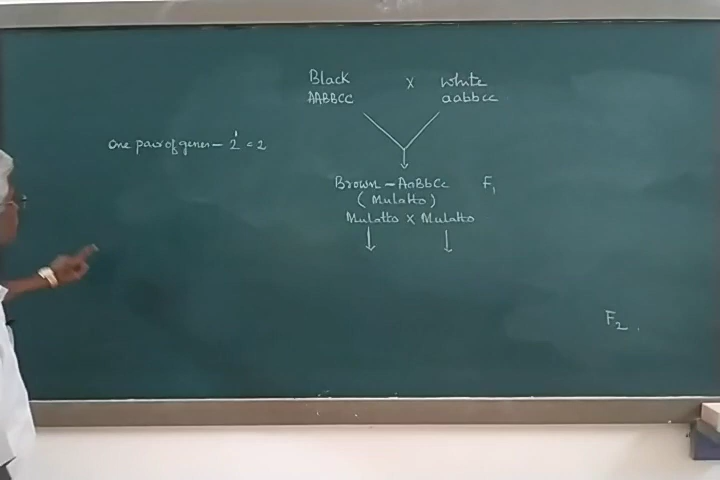 Black x White
AABBCC aabbcc
One pair of genes - 2¹ = 2
Brown - AaBbCc F₁
(Mulatto)
Mulatto x Mulatto
F₂.